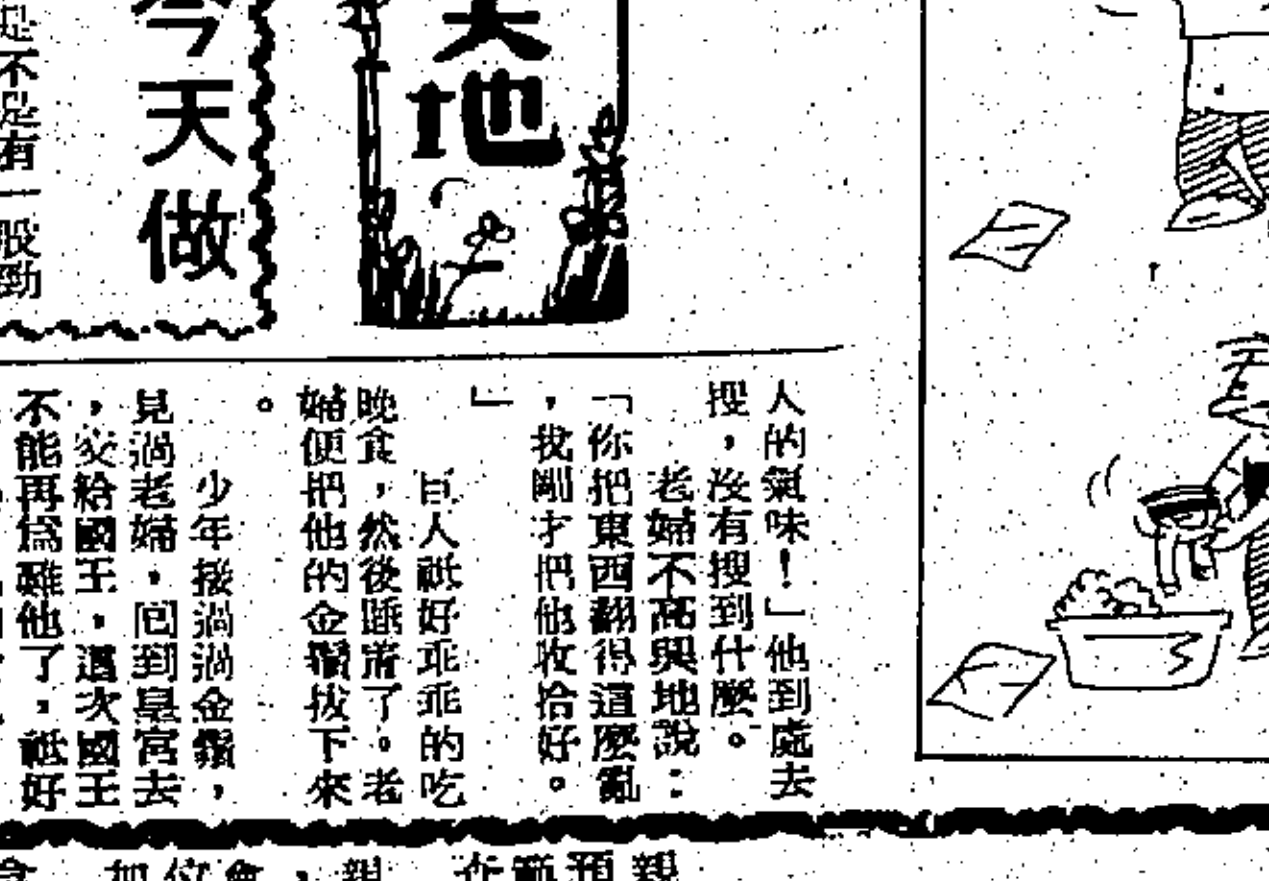 人的氣味！」他到處去
搜，沒有搜到什麼。
老婦不高興地說：
「你把東西翻得這麼亂
，我剛才把他收拾好。
」
巨人祇好乖乖的吃
晚食，然後睡着了。老
婦便把他的金鬚拔下來
。
少年接過過金鬚，
見過老婦，回到皇宮去
，交給國王，這次國王
不能再爲難他了，祇好
地
今天做
是不是有一股勁